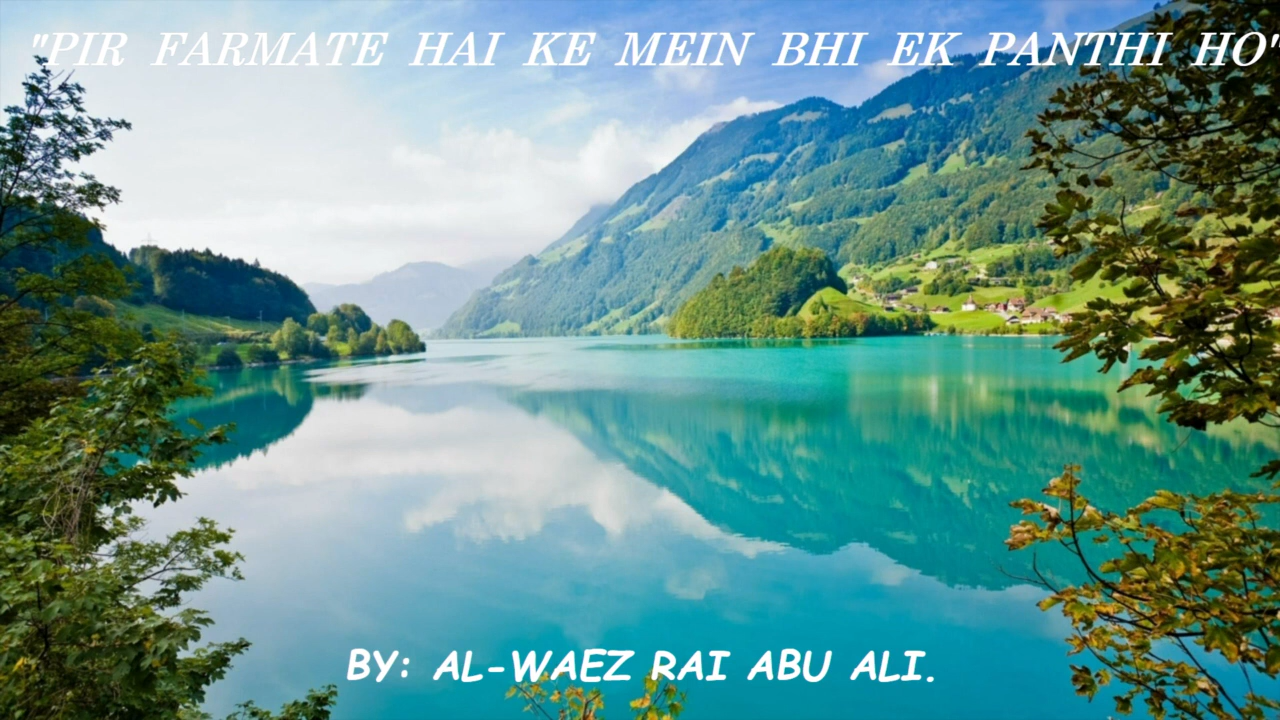 "PIR FARMATE HAI KE MEIN BHI EK PANTHI HO"
BY: AL-WAEZ RAI ABU ALI.